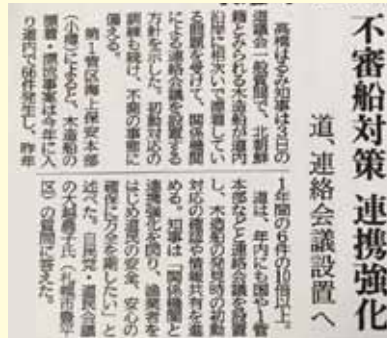 不審船対策 連携強化
道、連絡会議設置へ
高橋はるみ知事は3日の
道議会一般質問で、北朝鮮
籍とみられる木造船が道内
沿岸に相次いで漂着してい
る問題を受けて、関係機関
による連絡会議を設置する
方針を示した。初動対応の
訓練も続け、不測の事態に
備える。
第1管区海上保安本部
(小樽)によると、木造船の
漂着・漂流事案は今年に入
り道内で66件発生し、昨年
1年間の6件の10倍以上。
道は、年内にも国や1管
本部などと連絡会議を設置
し、木造船の発見時の初動
対応の確認や情報共有を進
める。知事は「関係機関と
連携強化を図り、漁業者を
はじめ道民の安全、安心の
確保に万全を期したい」と
述べた。自民党・道民会議
の大越農子氏(札幌市豊平
区)の質問に答えた。